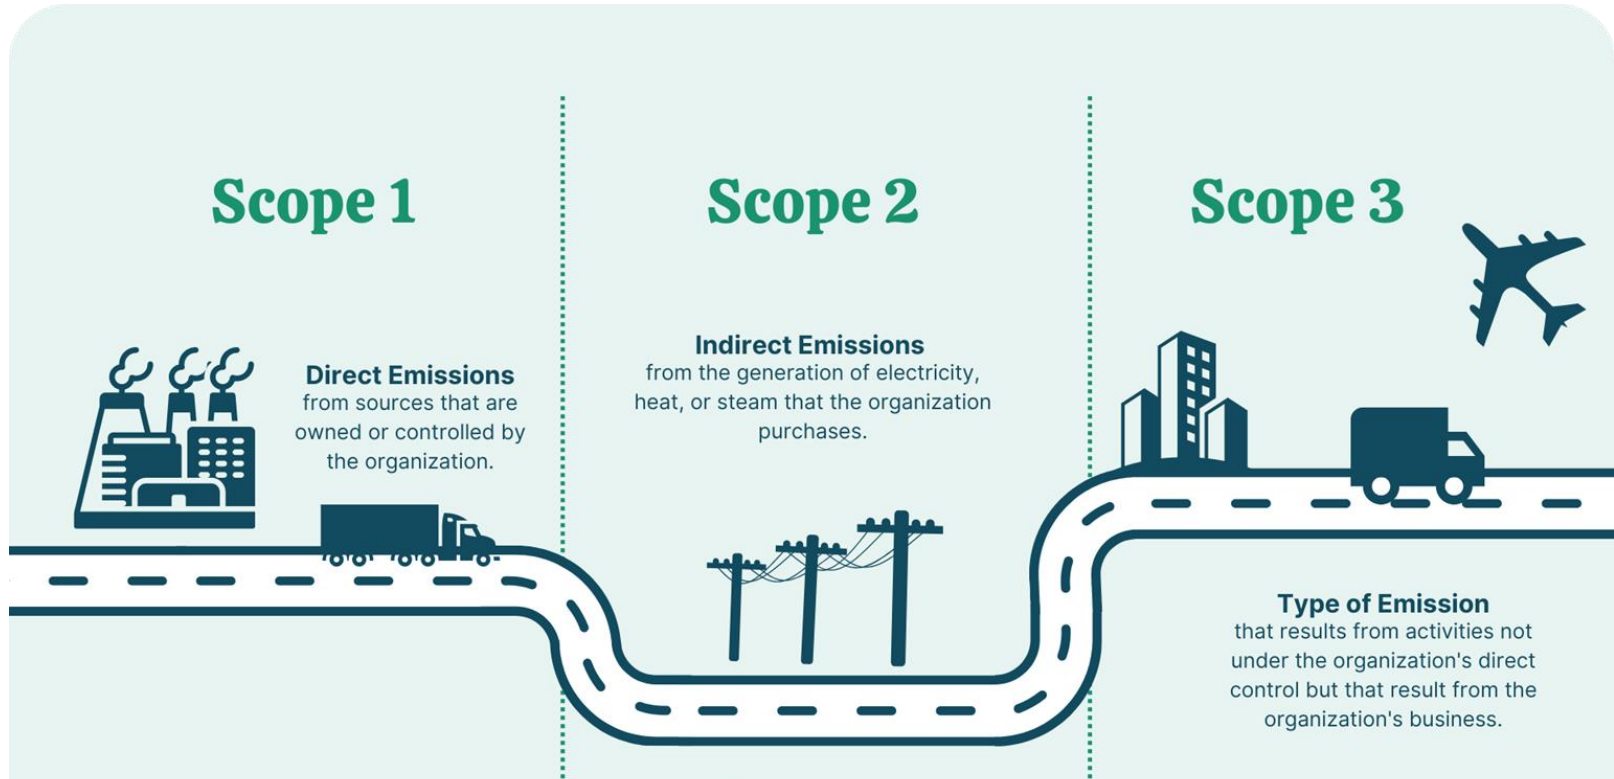 Scope 1
Direct Emissions
from sources that are
owned or controlled by
the organization.
Scope 2
Indirect Emissions
from the generation of electricity,
heat, or steam that the organization
purchases.
Scope 3
Type of Emission
that results from activities not
under the organization's direct
control but that result from the
organization's business.